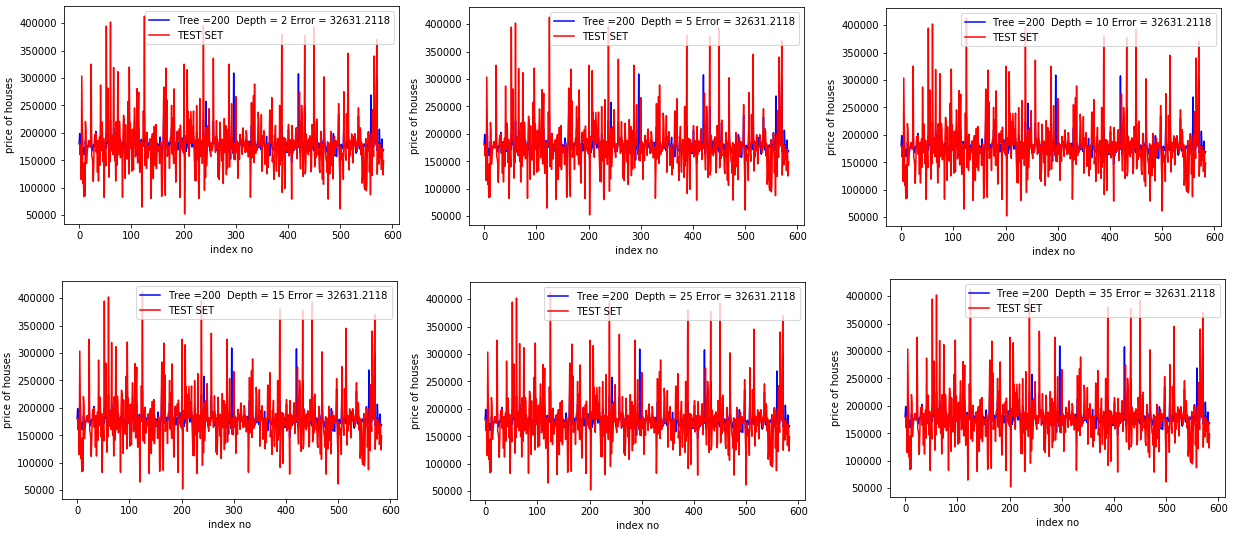 Tree =200 Depth = 2 Error = 32631.2118
TEST SET
400000
350000
300000
250000
200000
150000
100000
50000
price of houses
0 100 200 300 400 500 600
index no
Tree =200 Depth = 5 Error = 32631.2118
TEST SET
400000
350000
300000
250000
200000
150000
100000
50000
price of houses
0 100 200 300 400 500 600
index no
Tree =200 Depth = 10 Error = 32631.2118
TEST SET
400000
350000
300000
250000
200000
150000
100000
50000
price of houses
0 100 200 300 400 500 600
index no
Tree =200 Depth = 15 Error = 32631.2118
TEST SET
400000
350000
300000
250000
200000
150000
100000
50000
price of houses
0 100 200 300 400 500 600
index no
Tree =200 Depth = 25 Error = 32631.2118
TEST SET
400000
350000
300000
250000
200000
150000
100000
50000
price of houses
0 100 200 300 400 500 600
index no
Tree =200 Depth = 35 Error = 32631.2118
TEST SET
400000
350000
300000
250000
200000
150000
100000
50000
price of houses
0 100 200 300 400 500 600
index no